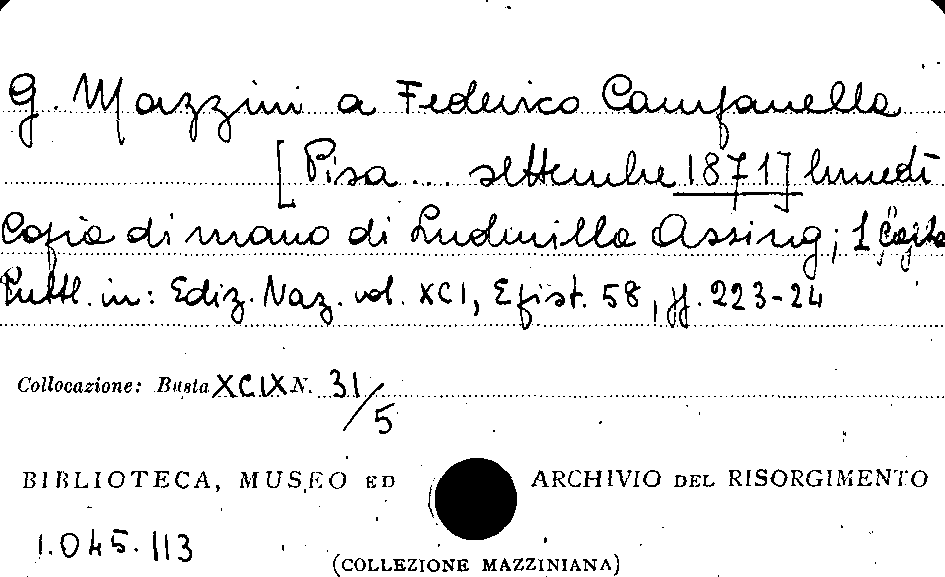 G. Mazzini a Federico Campanella
[Pisa ... settembre 1871] lunedì
Copia di mano di Ludmilla Assing; 1 Copia
Pubbl. in: Ediz. Naz. vol. XCI, Epist. 58, pp. 223-24
Collocazione: Busta XCIX N. 31/5
BIBLIOTECA, MUSEO ED ARCHIVIO DEL RISORGIMENTO
1.045.113
(COLLEZIONE MAZZINIANA)